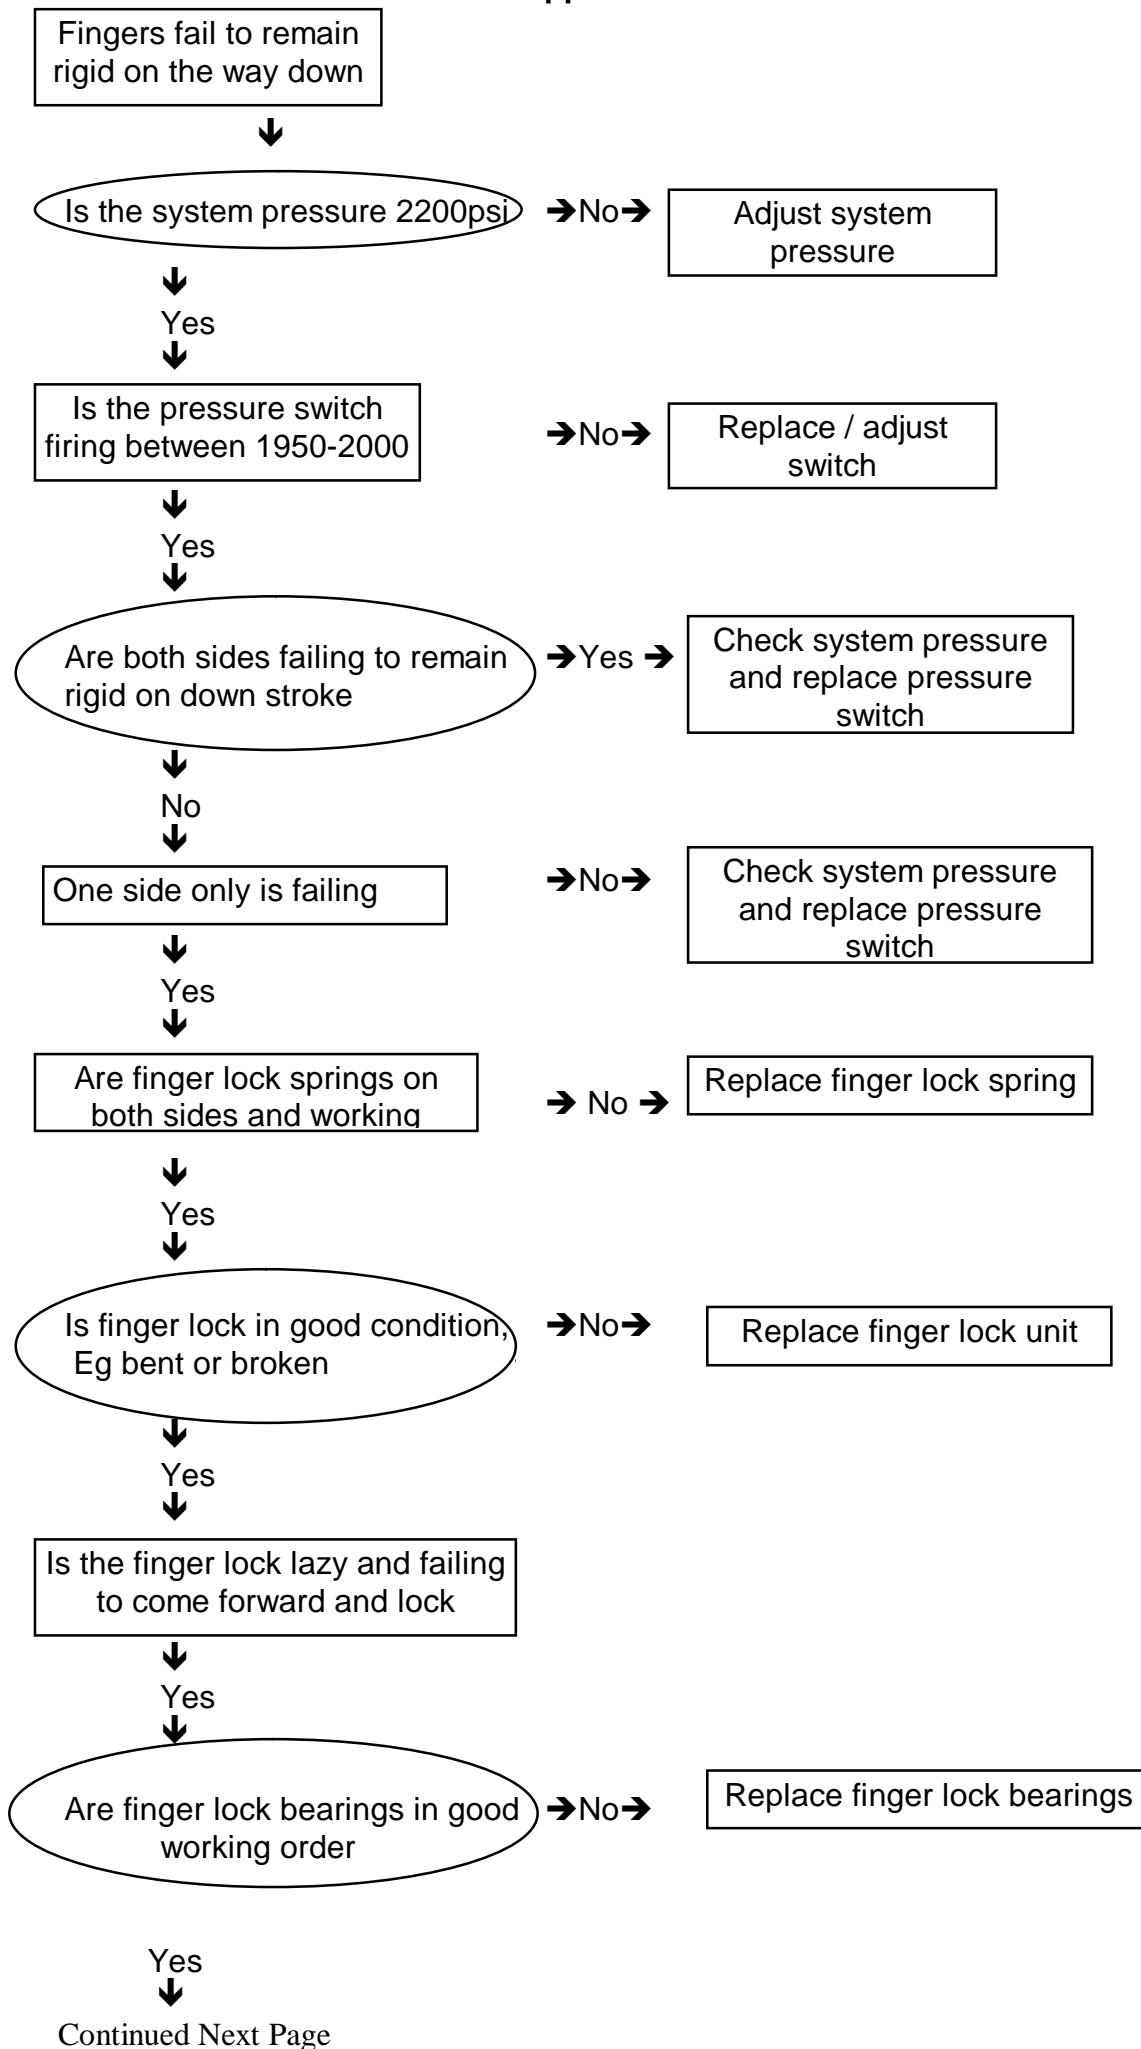 Fingers fail to remain
rigid on the way down
Is the system pressure 2200psi
No
Adjust system
pressure
Yes
Is the pressure switch
firing between 1950-2000
No
Replace / adjust
switch
Yes
Are both sides failing to remain
rigid on down stroke
Yes
Check system pressure
and replace pressure
switch
No
One side only is failing
No
Check system pressure
and replace pressure
switch
Yes
Are finger lock springs on
both sides and working
No
Replace finger lock spring
Yes
Is finger lock in good condition,
Eg bent or broken
No
Replace finger lock unit
Yes
Is the finger lock lazy and failing
to come forward and lock
Yes
Are finger lock bearings in good
working order
No
Replace finger lock bearings
Yes
Continued Next Page